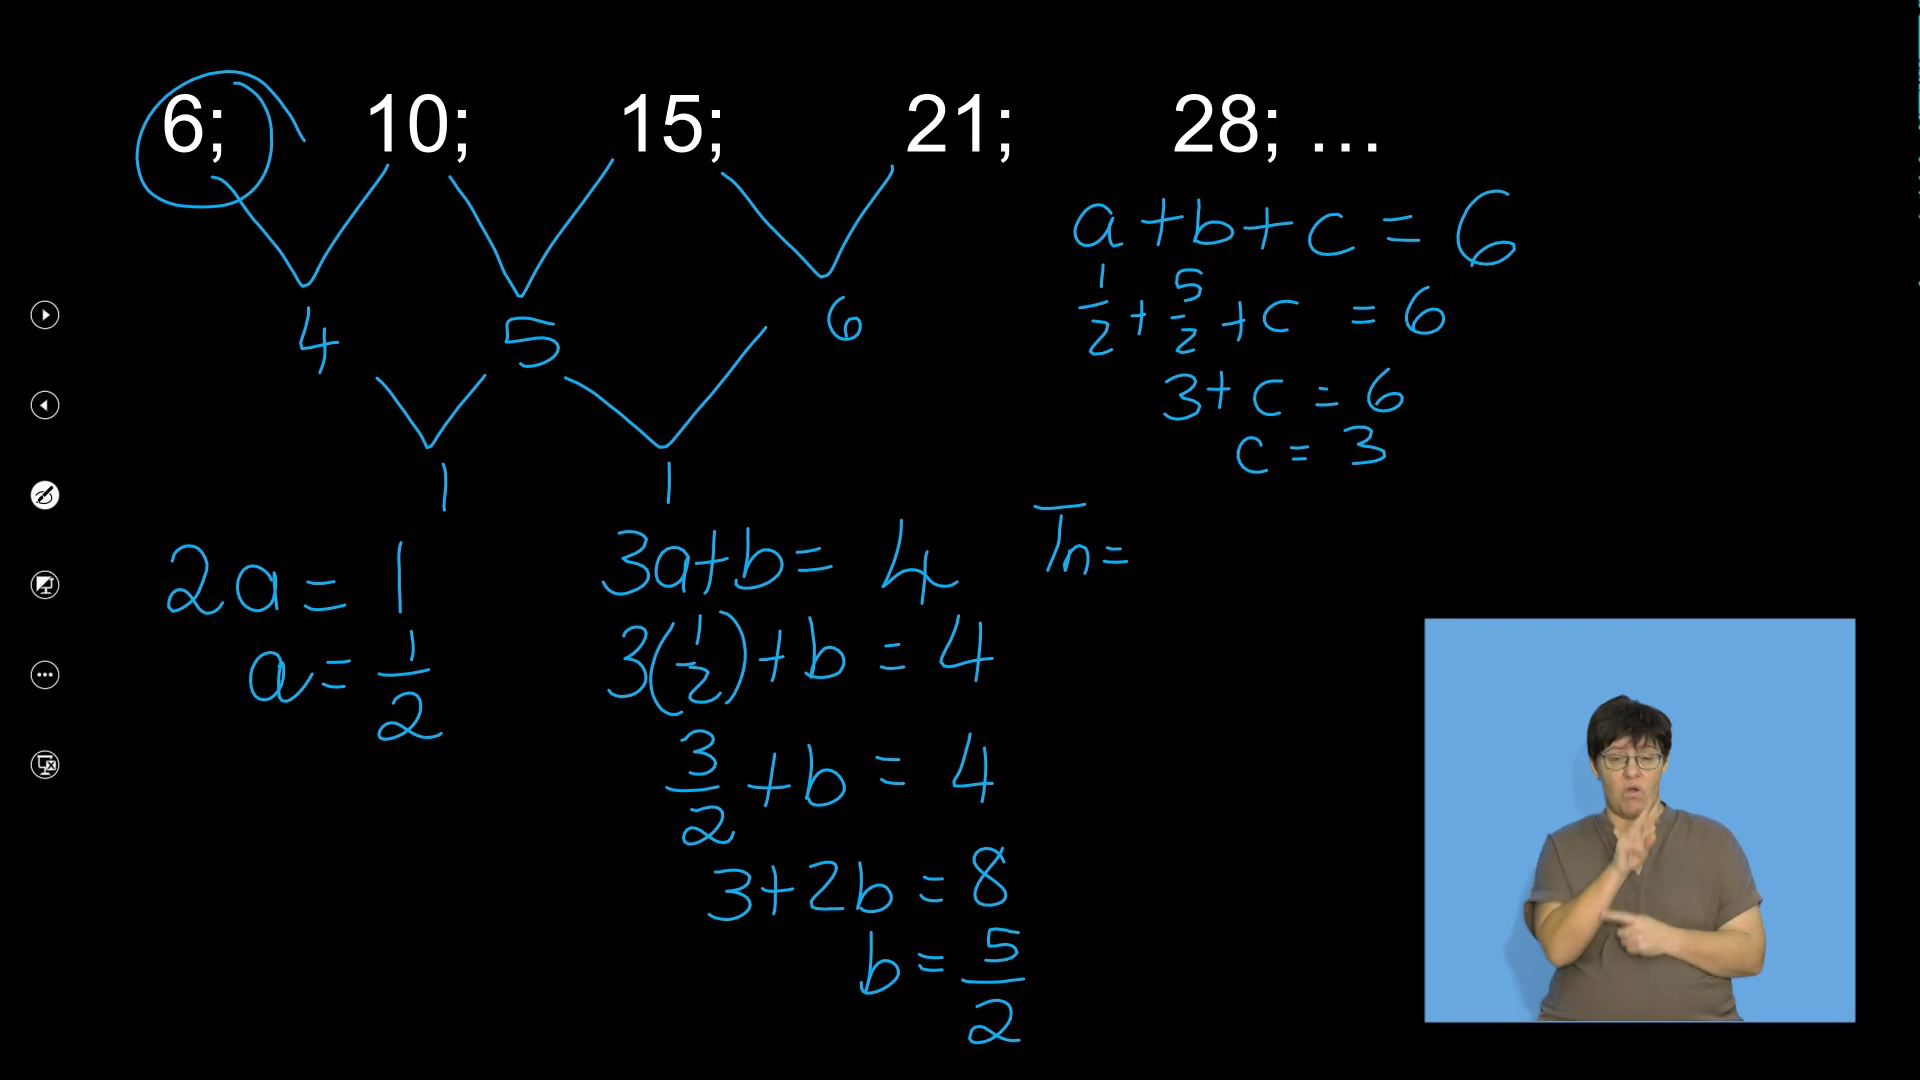 6; 10; 15; 21; 28; ...
4 5 6
1 1
2a = 1
a = 1/2
3a + b = 4
3(1/2) + b = 4
3/2 + b = 4
3 + 2b = 8
b = 5/2
a + b + c = 6
1/2 + 5/2 + c = 6
3 + c = 6
c = 3
Tn =